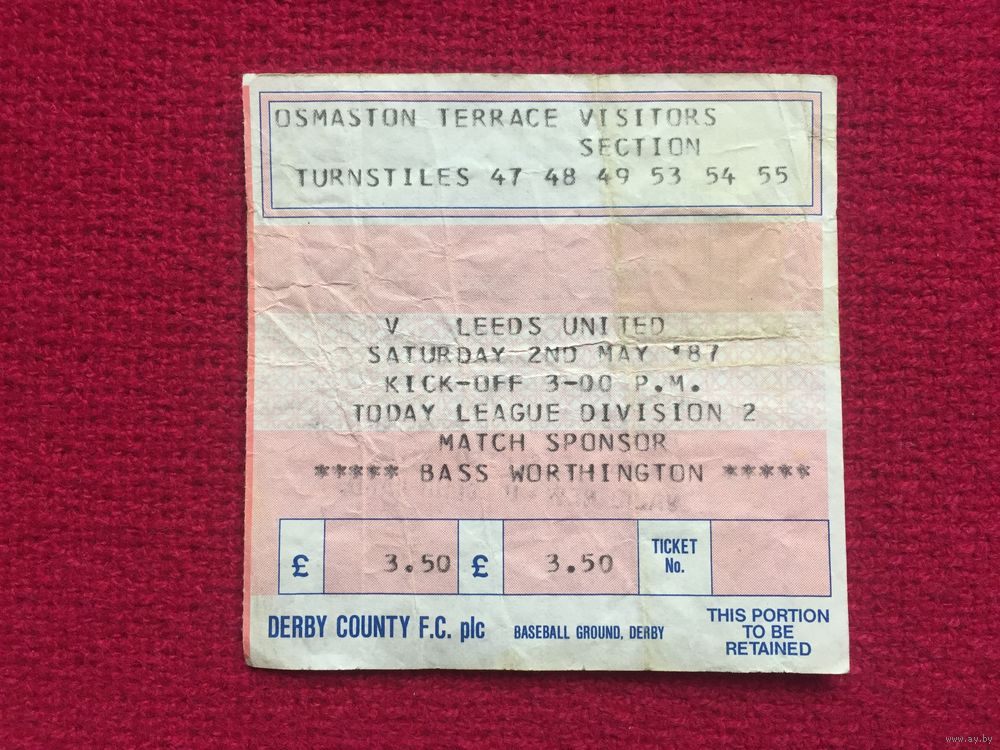 OSMASTON TERRACE VISITORS
SECTION
TURNSTILES 47 48 49 53 54 55
V LEEDS UNITED
SATURDAY 2ND MAY '87
KICK-OFF 3-00 P.M.
TODAY LEAGUE DIVISION 2
MATCH SPONSOR
***** BASS WORTHINGTON *****
£ 3.50 £ 3.50 TICKET
No.
DERBY COUNTY F.C. plc BASEBALL GROUND, DERBY
THIS PORTION
TO BE
RETAINED
www.ay.by